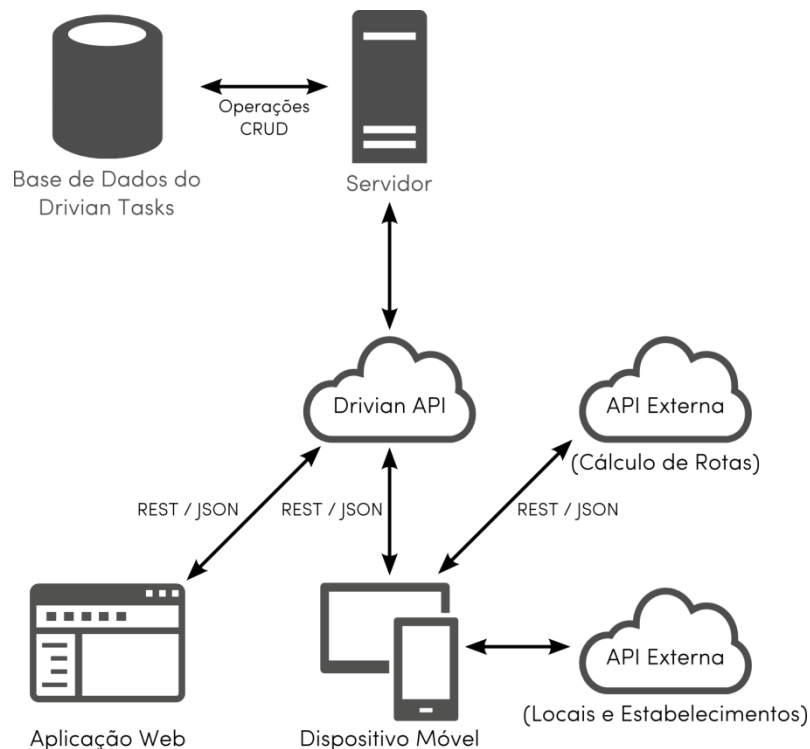 Operações
CRUD
Base de Dados do
Drivian Tasks
Servidor
Drivian API
API Externa
(Cálculo de Rotas)
REST / JSON
REST / JSON
REST / JSON
API Externa
(Locais e Estabelecimentos)
Aplicação Web
Dispositivo Móvel